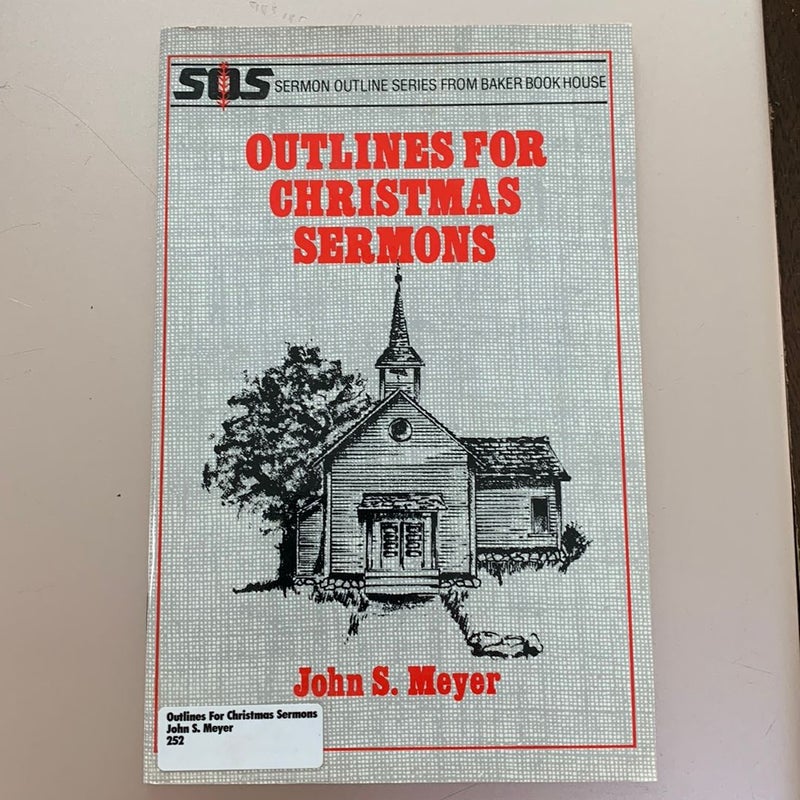 SOS SERMON OUTLINE SERIES FROM BAKER BOOK HOUSE
OUTLINES FOR
CHRISTMAS
SERMONS
John S. Meyer
Outlines For Christmas Sermons
John S. Meyer
252